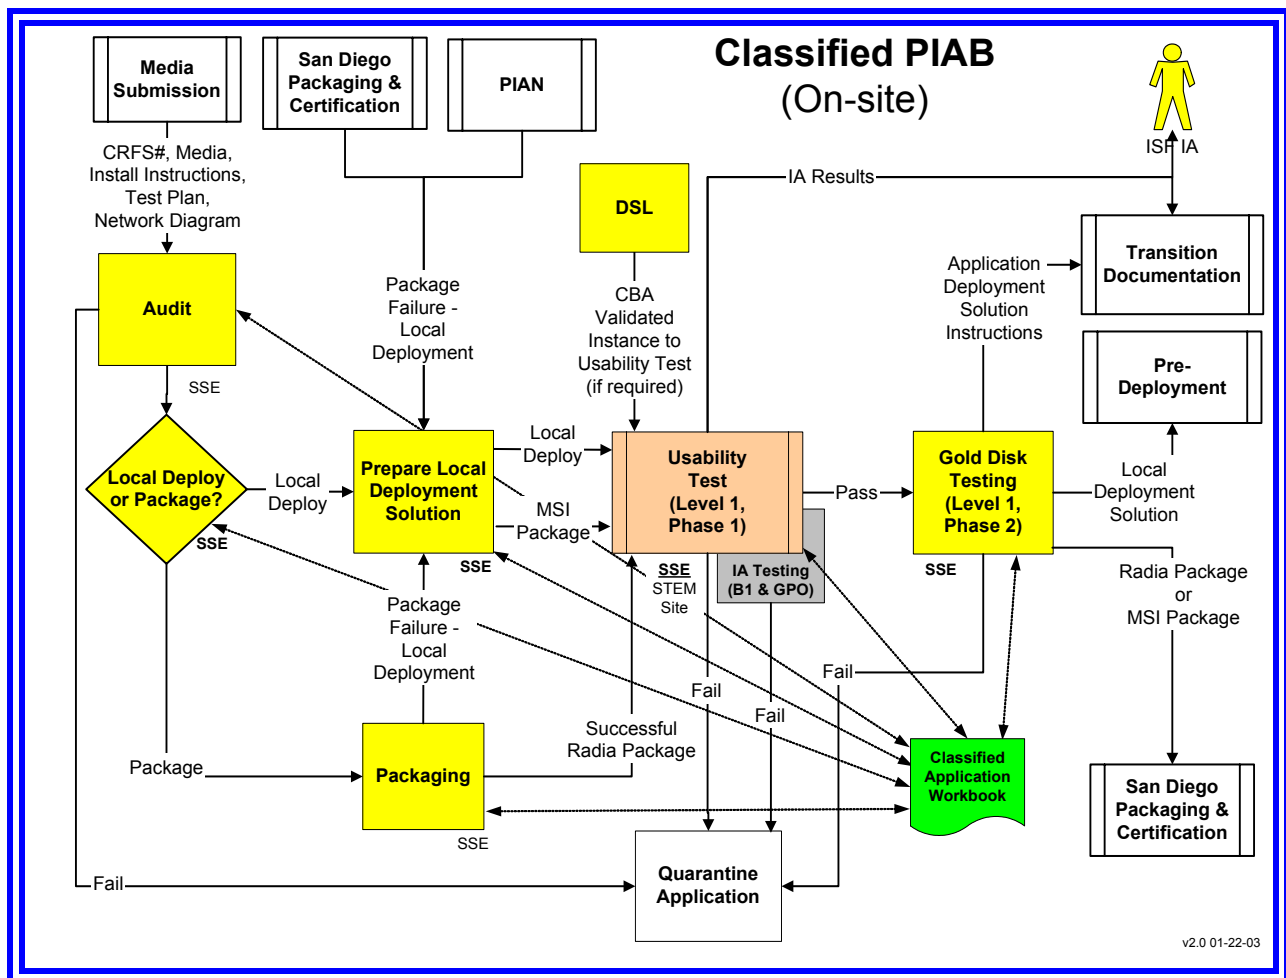 Classified PIAB
(On-site)
Media
Submission
San Diego
Packaging &
Certification
PIAN
ISF IA
CRFS#, Media,
Install Instructions,
Test Plan,
Network Diagram
IA Results
DSL
Transition
Documentation
Application
Deployment
Solution
Instructions
Package
Failure -
Local
Deployment
CBA
Validated
Instance to
Usability Test
(if required)
Audit
SSE
Pre-
Deployment
Local Deploy
or Package?
SSE
Local
Deploy
Prepare Local
Deployment
Solution
SSE
Local
Deploy
MSI
Package
Usability
Test
(Level 1,
Phase 1)
SSE
STEM
Site
IA Testing
(B1 & GPO)
Pass
Gold Disk
Testing
(Level 1,
Phase 2)
SSE
Local
Deployment
Solution
Radia Package
or
MSI Package
Package
Failure -
Local
Deployment
Fail
Fail
Fail
Successful
Radia Package
Package
Packaging
SSE
Classified
Application
Workbook
San Diego
Packaging &
Certification
Fail
Quarantine
Application
v2.0 01-22-03